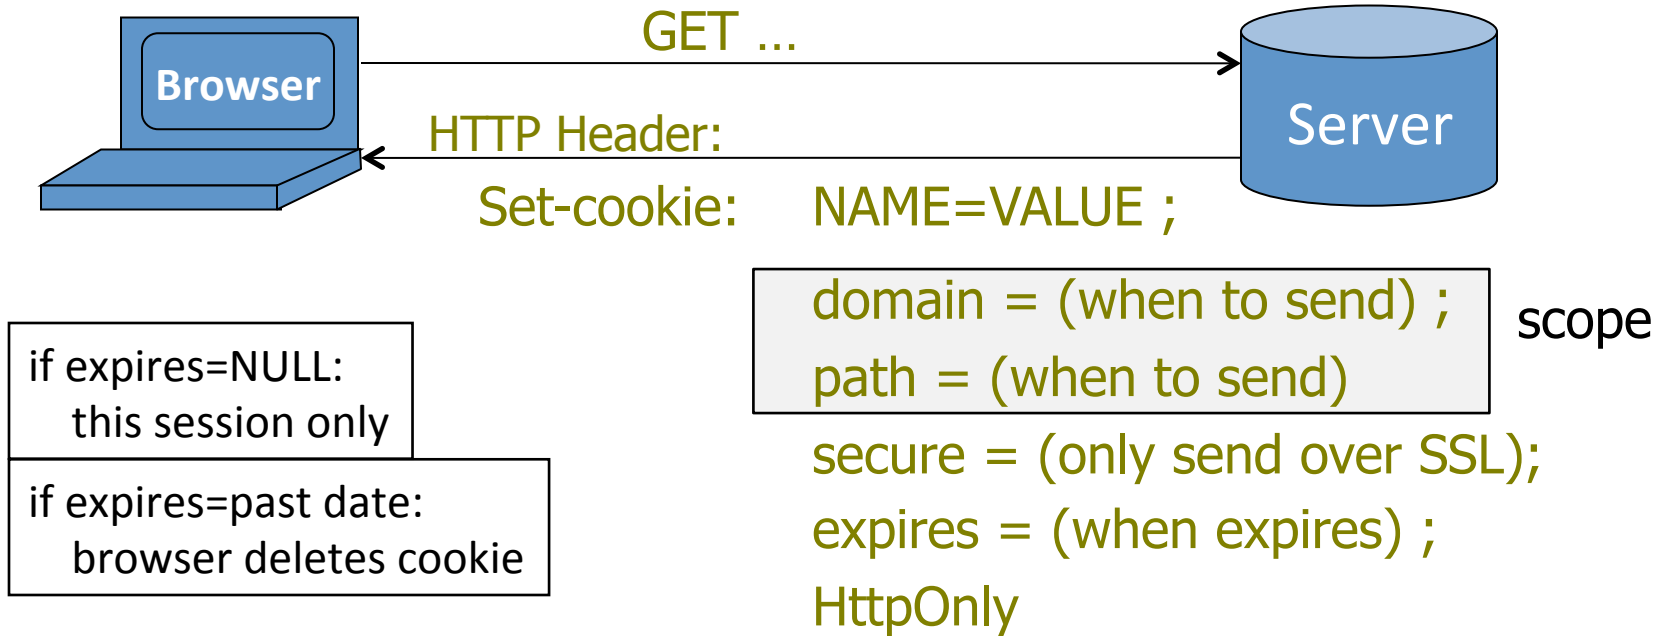 GET ...
Browser
Server
HTTP Header:
Set-cookie: NAME=VALUE ;
domain = (when to send) ;
scope
path = (when to send)
secure = (only send over SSL);
expires = (when expires) ;
HttpOnly
if expires=NULL:
this session only
if expires=past date:
browser deletes cookie